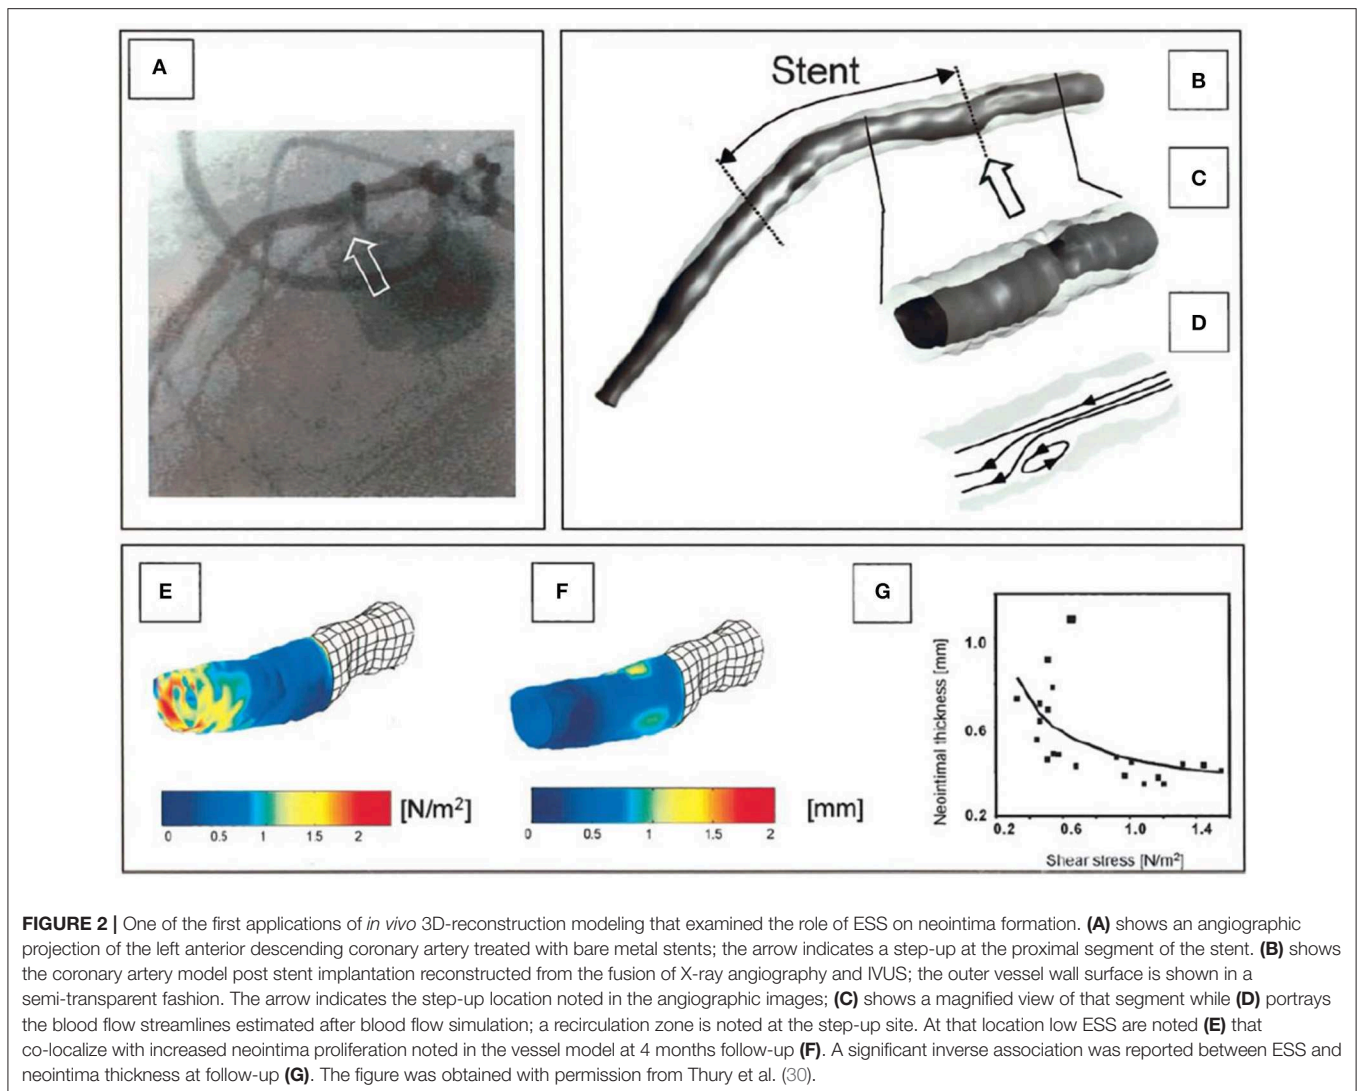 A
Stent
B
C
D
E
F
G
[N/m²]
0 0.5 1 1.5 2
[mm]
0 0.5 1 1.5 2
Neointimal thickness [mm]
1.0
0.6
0.2
0.2 0.6 1.0 1.4
Shear stress [N/m²]
FIGURE 2 | One of the first applications of in vivo 3D-reconstruction modeling that examined the role of ESS on neointima formation. (A) shows an angiographic
projection of the left anterior descending coronary artery treated with bare metal stents; the arrow indicates a step-up at the proximal segment of the stent. (B) shows
the coronary artery model post stent implantation reconstructed from the fusion of X-ray angiography and IVUS; the outer vessel wall surface is shown in a
semi-transparent fashion. The arrow indicates the step-up location noted in the angiographic images; (C) shows a magnified view of that segment while (D) portrays
the blood flow streamlines estimated after blood flow simulation; a recirculation zone is noted at the step-up site. At that location low ESS are noted (E) that
co-localize with increased neointima proliferation noted in the vessel model at 4 months follow-up (F). A significant inverse association was reported between ESS and
neointima thickness at follow-up (G). The figure was obtained with permission from Thury et al. (30).